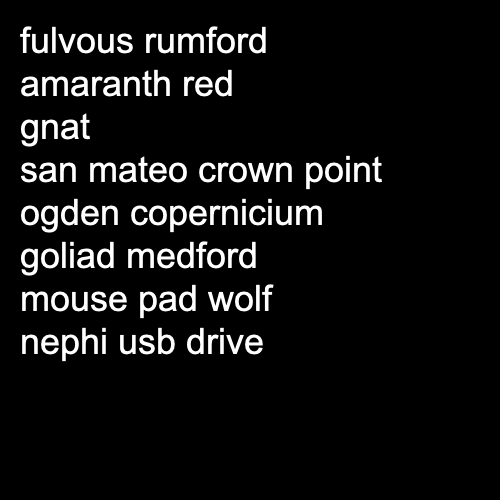 fulvous rumford
amaranth red
gnat
san mateo crown point
ogden copernicium
goliad medford
mouse pad wolf
nephi usb drive